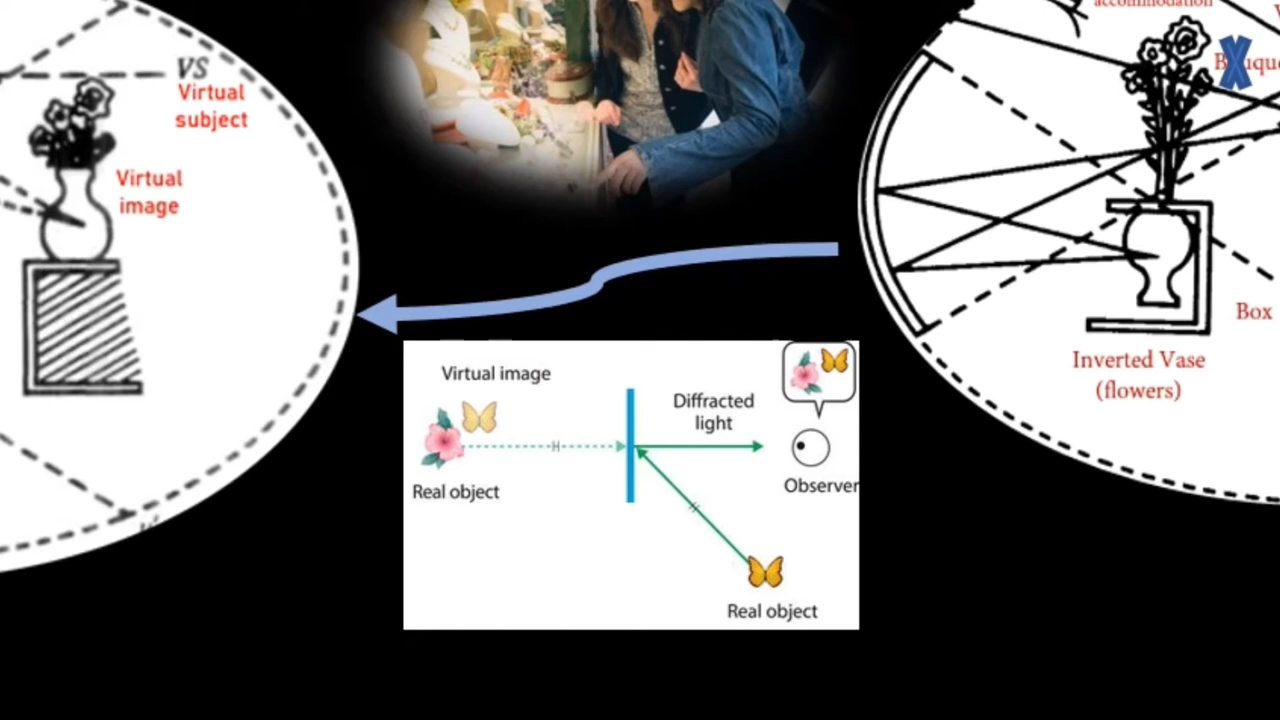 VS
Virtual
subject
Virtual
image
accommodation
Box
Inverted Vase
(flowers)
Virtual image
Real object
Diffracted
light
Observer
Real object